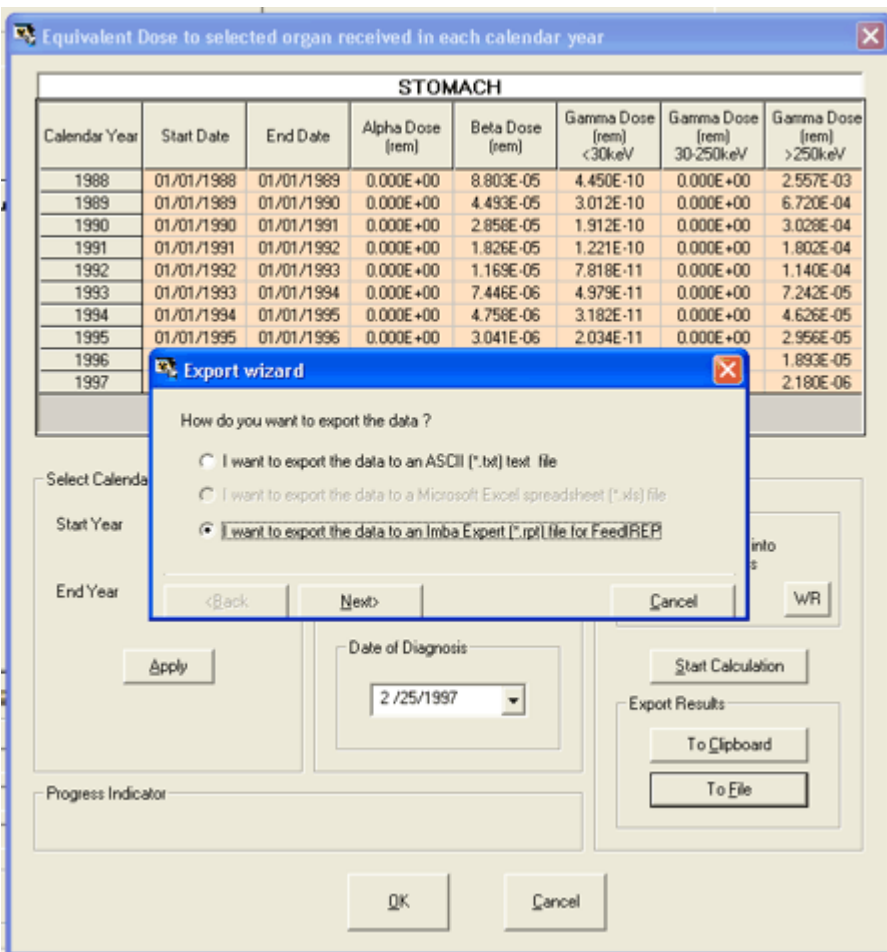 Equivalent Dose to selected organ received in each calendar year
STOMACH
Calendar Year Start Date End Date Alpha Dose (rem) Beta Dose (rem) Gamma Dose (rem) <30keV Gamma Dose (rem) 30-250keV Gamma Dose (rem) >250keV
1988 01/01/1988 01/01/1989 0.000E+00 8.803E-05 4.450E-10 0.000E+00 2.557E-03
1989 01/01/1989 01/01/1990 0.000E+00 4.493E-05 3.012E-10 0.000E+00 6.720E-04
1990 01/01/1990 01/01/1991 0.000E+00 2.858E-05 1.912E-10 0.000E+00 3.028E-04
1991 01/01/1991 01/01/1992 0.000E+00 1.826E-05 1.221E-10 0.000E+00 1.802E-04
1992 01/01/1992 01/01/1993 0.000E+00 1.169E-05 7.818E-11 0.000E+00 1.140E-04
1993 01/01/1993 01/01/1994 0.000E+00 7.446E-06 4.979E-11 0.000E+00 7.242E-05
1994 01/01/1994 01/01/1995 0.000E+00 4.758E-06 3.182E-11 0.000E+00 4.626E-05
1995 01/01/1995 01/01/1996 0.000E+00 3.041E-06 2.034E-11 0.000E+00 2.956E-05
1996 1.893E-05
1997 2.180E-06
Export wizard
How do you want to export the data ?
I want to export the data to an ASCII (*.txt) text file
I want to export the data to a Microsoft Excel spreadsheet (*.xls) file
I want to export the data to an Imba Expert (*.rpt) file for FeedIREP
<Back Next> Cancel
Select Calenda
Start Year
End Year
Apply
Date of Diagnosis
2 /25/1997
into
s
WR
Start Calculation
Export Results
To Clipboard
To File
Progress Indicator
OK Cancel